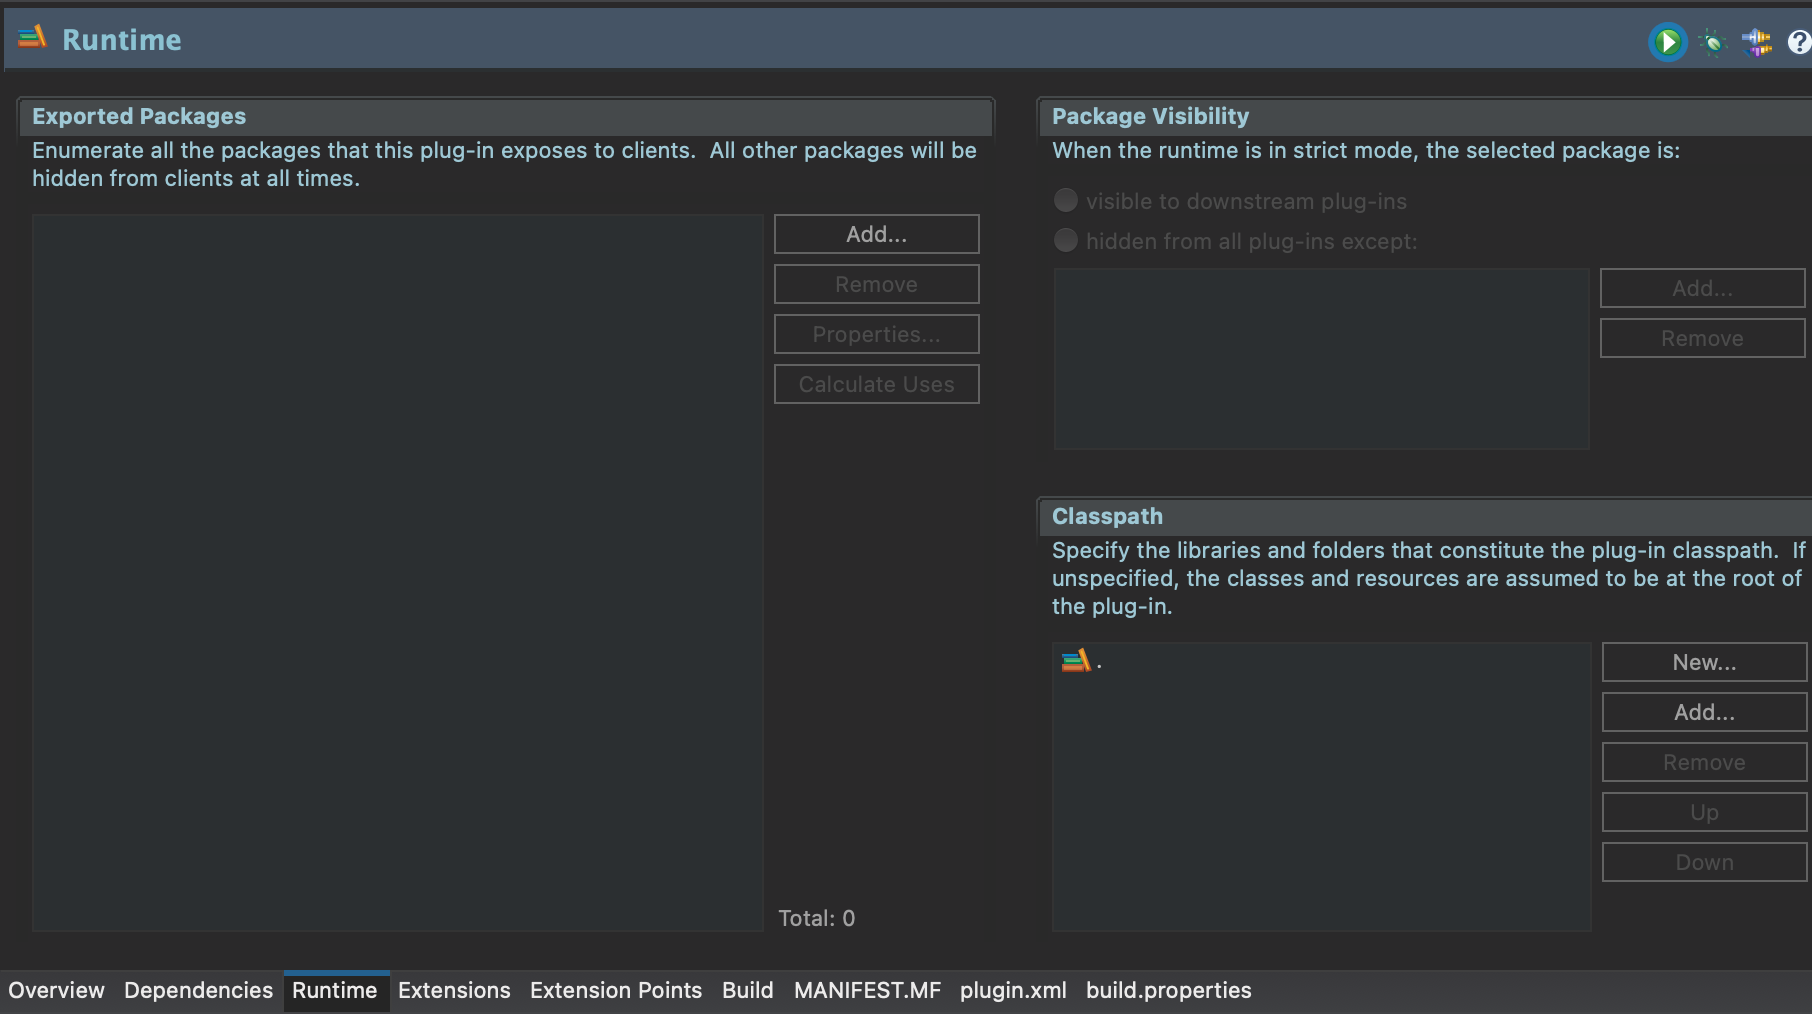 Runtime
Exported Packages
Enumerate all the packages that this plug-in exposes to clients.  All other packages will be
hidden from clients at all times.
Add...
Remove
Properties...
Calculate Uses
Total: 0
Package Visibility
When the runtime is in strict mode, the selected package is:
visible to downstream plug-ins
hidden from all plug-ins except:
Add...
Remove
Classpath
Specify the libraries and folders that constitute the plug-in classpath.  If
unspecified, the classes and resources are assumed to be at the root of
the plug-in.
.
New...
Add...
Remove
Up
Down
Overview Dependencies Runtime Extensions Extension Points Build MANIFEST.MF plugin.xml build.properties